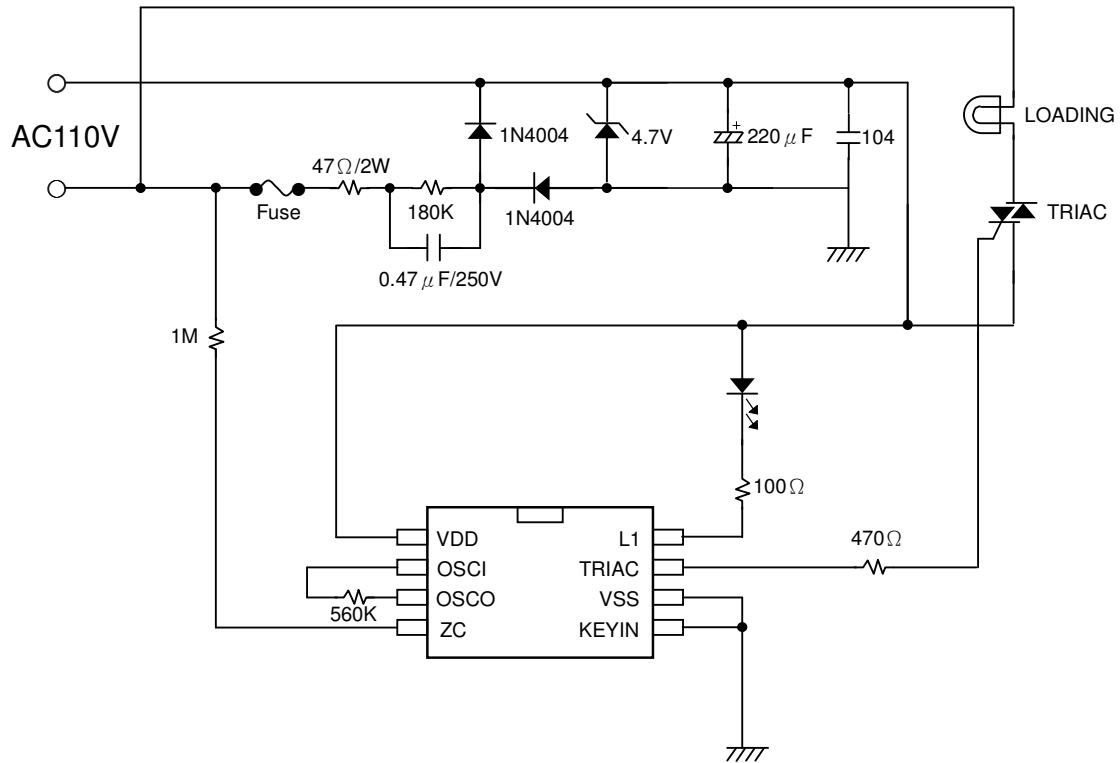 AC110V
47Ω/2W
Fuse
180K
0.47μF/250V
1N4004
1N4004
4.7V
+
220μF
104
LOADING
TRIAC
1M
100Ω
470Ω
560K
VDD
OSCI
OSCO
ZC
L1
TRIAC
VSS
KEYIN